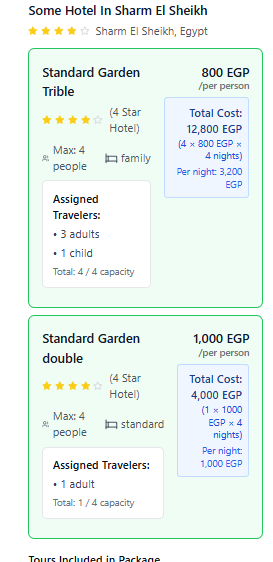 Some Hotel In Sharm El Sheikh
Sharm El Sheikh, Egypt
Standard Garden
Trible
800 EGP
/per person
(4 Star
Hotel)
Max: 4
people
family
Total Cost:
12,800 EGP
(4 × 800 EGP ×
4 nights)
Per night: 3,200
EGP
Assigned
Travelers:
• 3 adults
• 1 child
Total: 4 / 4 capacity
Standard Garden
double
1,000 EGP
/per person
(4 Star
Hotel)
Max: 4
people
standard
Total Cost:
4,000 EGP
(1 × 1000
EGP × 4
nights)
Per night:
1,000 EGP
Assigned Travelers:
• 1 adult
Total: 1 / 4 capacity
Tours Included in Package